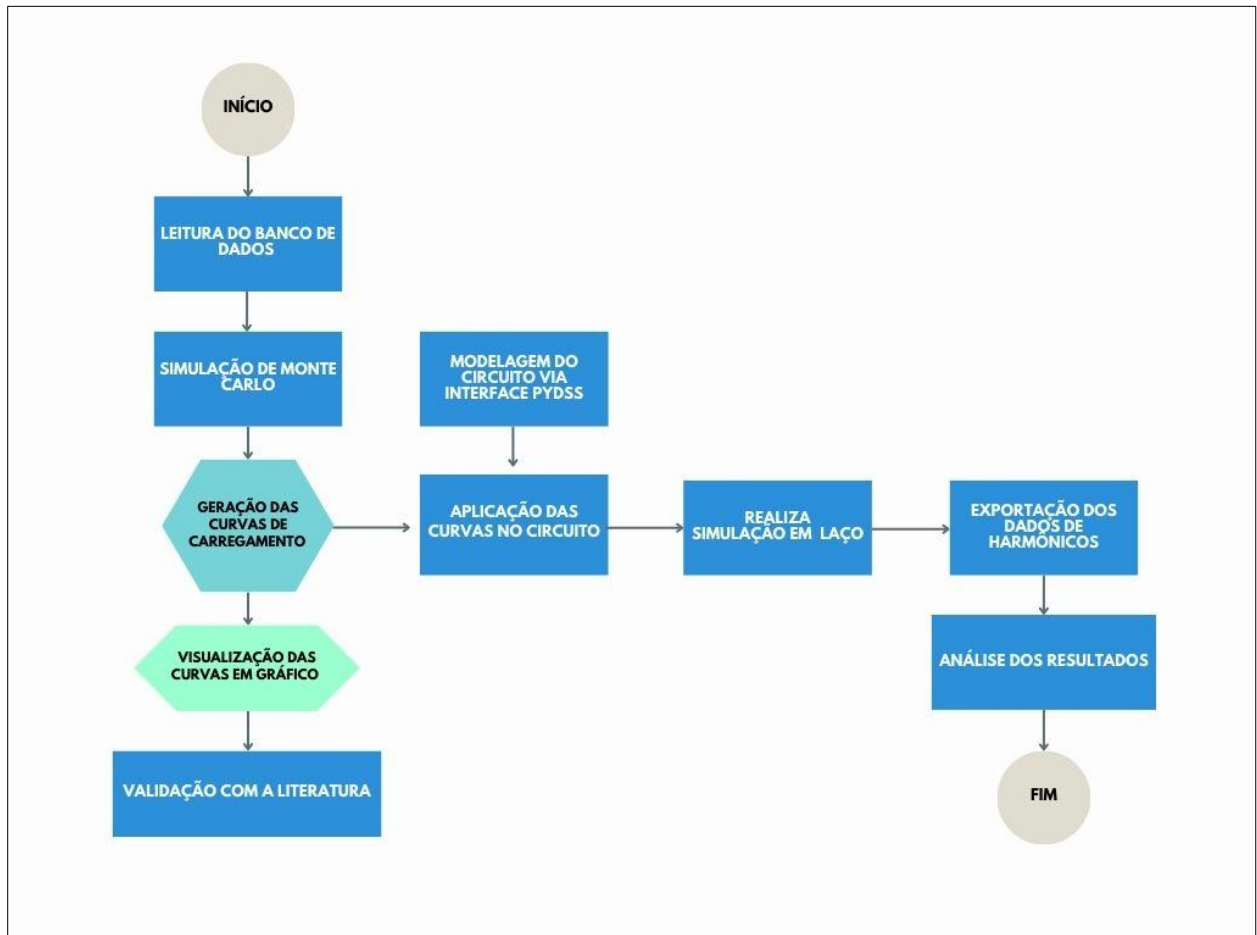 INÍCIO
LEITURA DO BANCO DE
DADOS
SIMULAÇÃO DE MONTE
CARLO
MODELAGEM DO
CIRCUITO VIA
INTERFACE PYDSS
GERAÇÃO DAS
CURVAS DE
CARREGAMENTO
APLICAÇÃO DAS
CURVAS NO CIRCUITO
REALIZA
SIMULAÇÃO EM LAÇO
EXPORTAÇÃO DOS
DADOS DE
HARMÔNICOS
VISUALIZAÇÃO DAS
CURVAS EM GRÁFICO
ANÁLISE DOS RESULTADOS
VALIDAÇÃO COM A LITERATURA
FIM